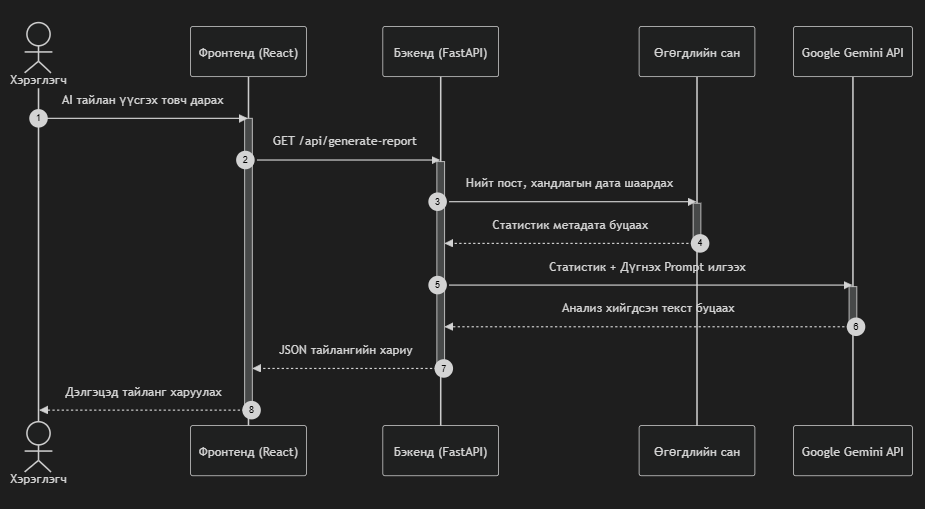 Хэрэглэгч
Фронтенд (React)
Бэкенд (FastAPI)
Өгөгдлийн сан
Google Gemini API
1
AI тайлан үүсгэх товч дарах
2
GET /api/generate-report
3
Нийт пост, хандлагын дата шаардах
Статистик метадата буцаах
4
5
Статистик + Дүгнэх Prompt илгээх
Анализ хийгдсэн текст буцаах
6
JSON тайлангийн хариу
7
Дэлгэцэд тайланг харуулах
8
Хэрэглэгч
Фронтенд (React)
Бэкенд (FastAPI)
Өгөгдлийн сан
Google Gemini API